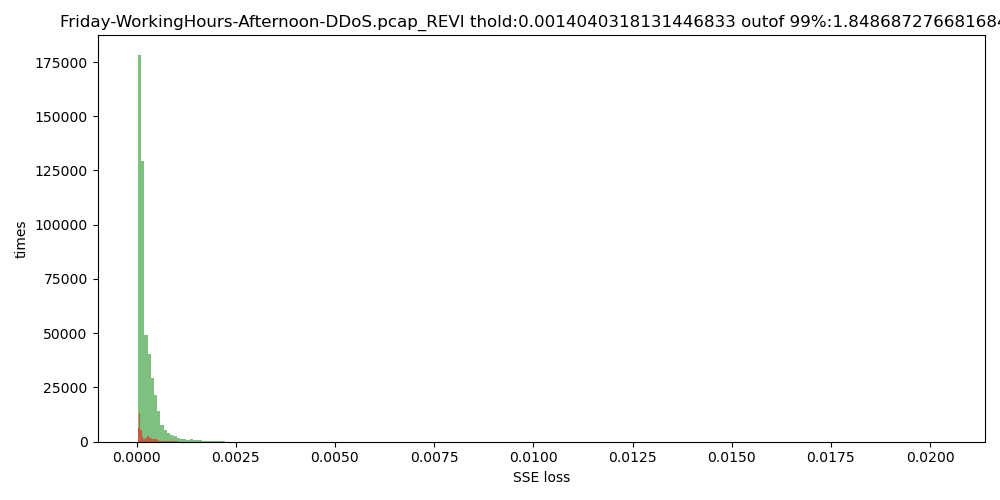 Friday-WorkingHours-Afternoon-DDoS.pcap_REVI thold:0.0014040318131446833 outof 99%:1.848687276681684
175000
150000
125000
100000
75000
50000
25000
0
times
0.0000 0.0025 0.0050 0.0075 0.0100 0.0125 0.0150 0.0175 0.0200
SSE loss